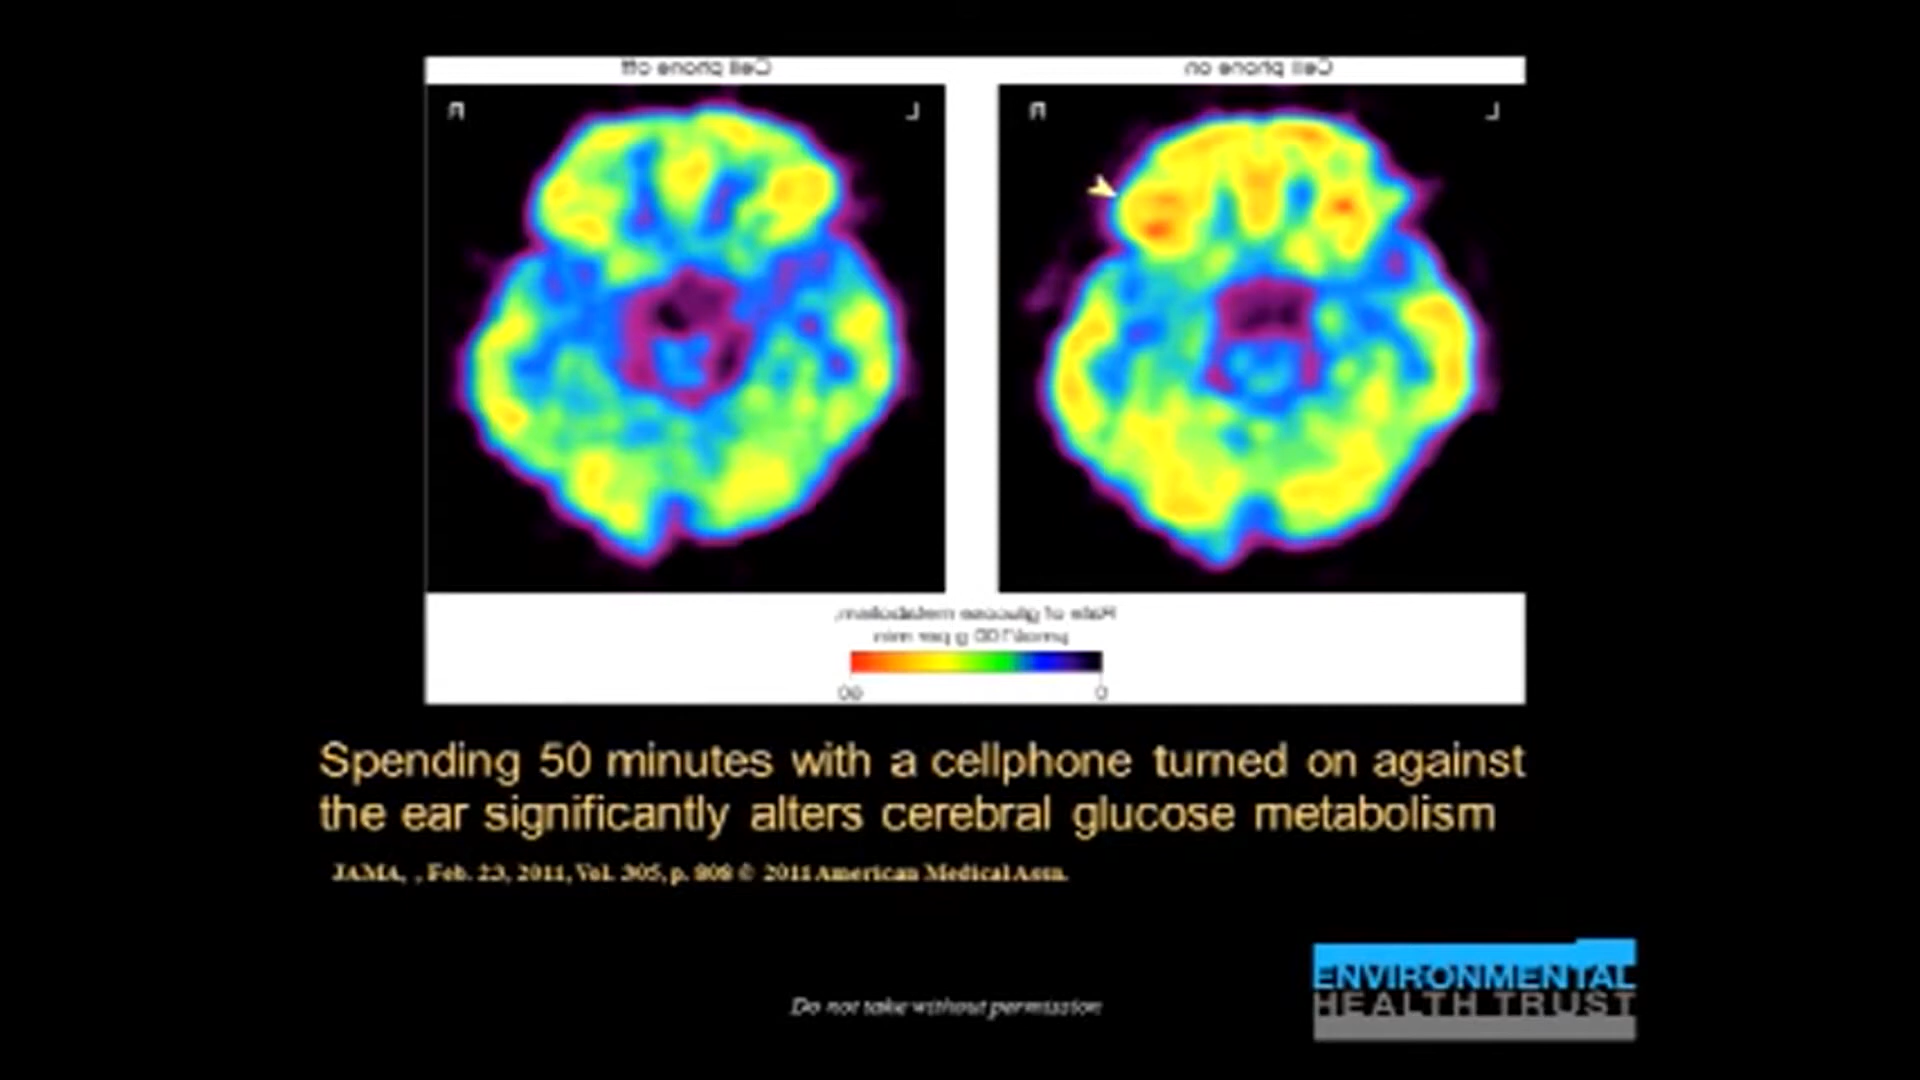 Cell phone off
Cell phone on
R
L
R
L
Rate of glucose metabolism,
µmol/100 g per min
60
0
Spending 50 minutes with a cellphone turned on against
the ear significantly alters cerebral glucose metabolism
JAMA, , Feb. 23, 2011, Vol. 305, p. 808 © 2011 American Medical Assn.
Do not take without permission
ENVIRONMENTAL
HEALTH TRUST